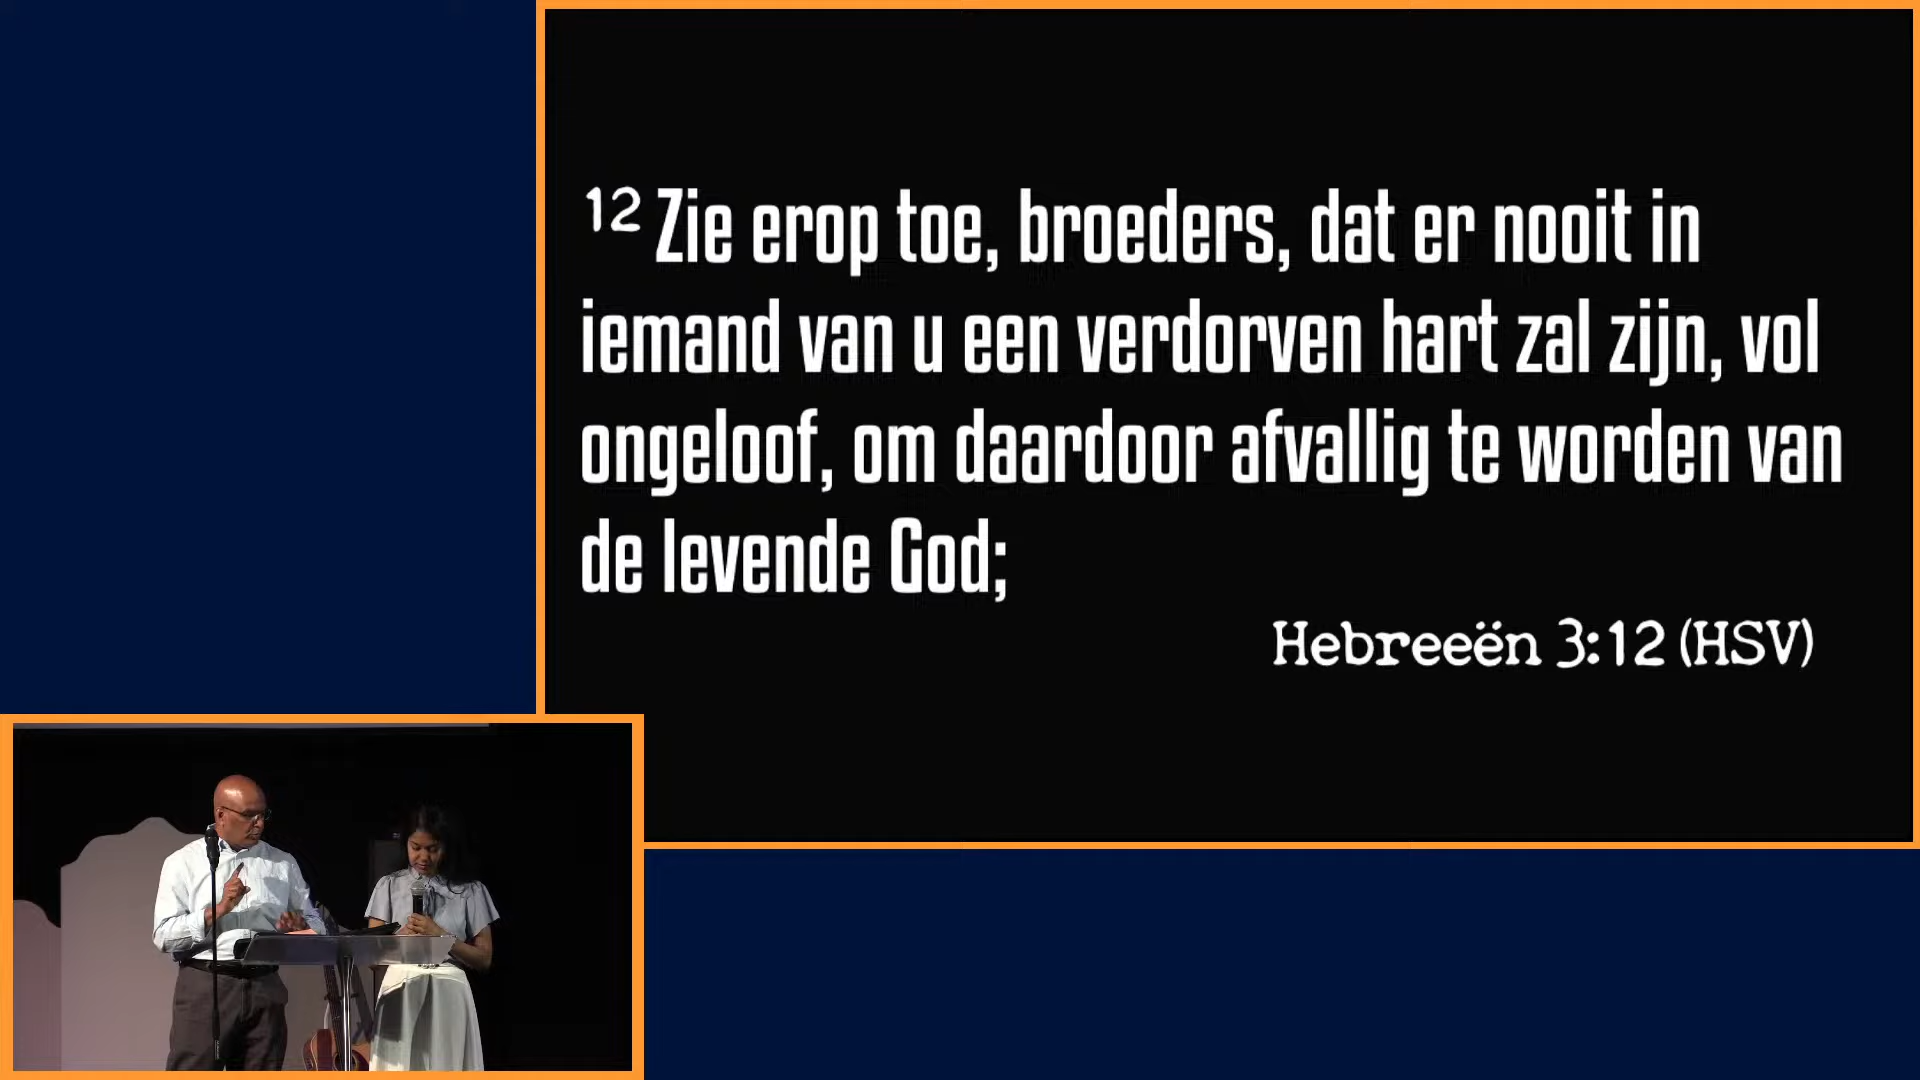 12 Zie erop toe, broeders, dat er nooit in
iemand van u een verdorven hart zal zijn, vol
ongeloof, om daardoor afvallig te worden van
de levende God;
Hebreeën 3:12 (HSV)